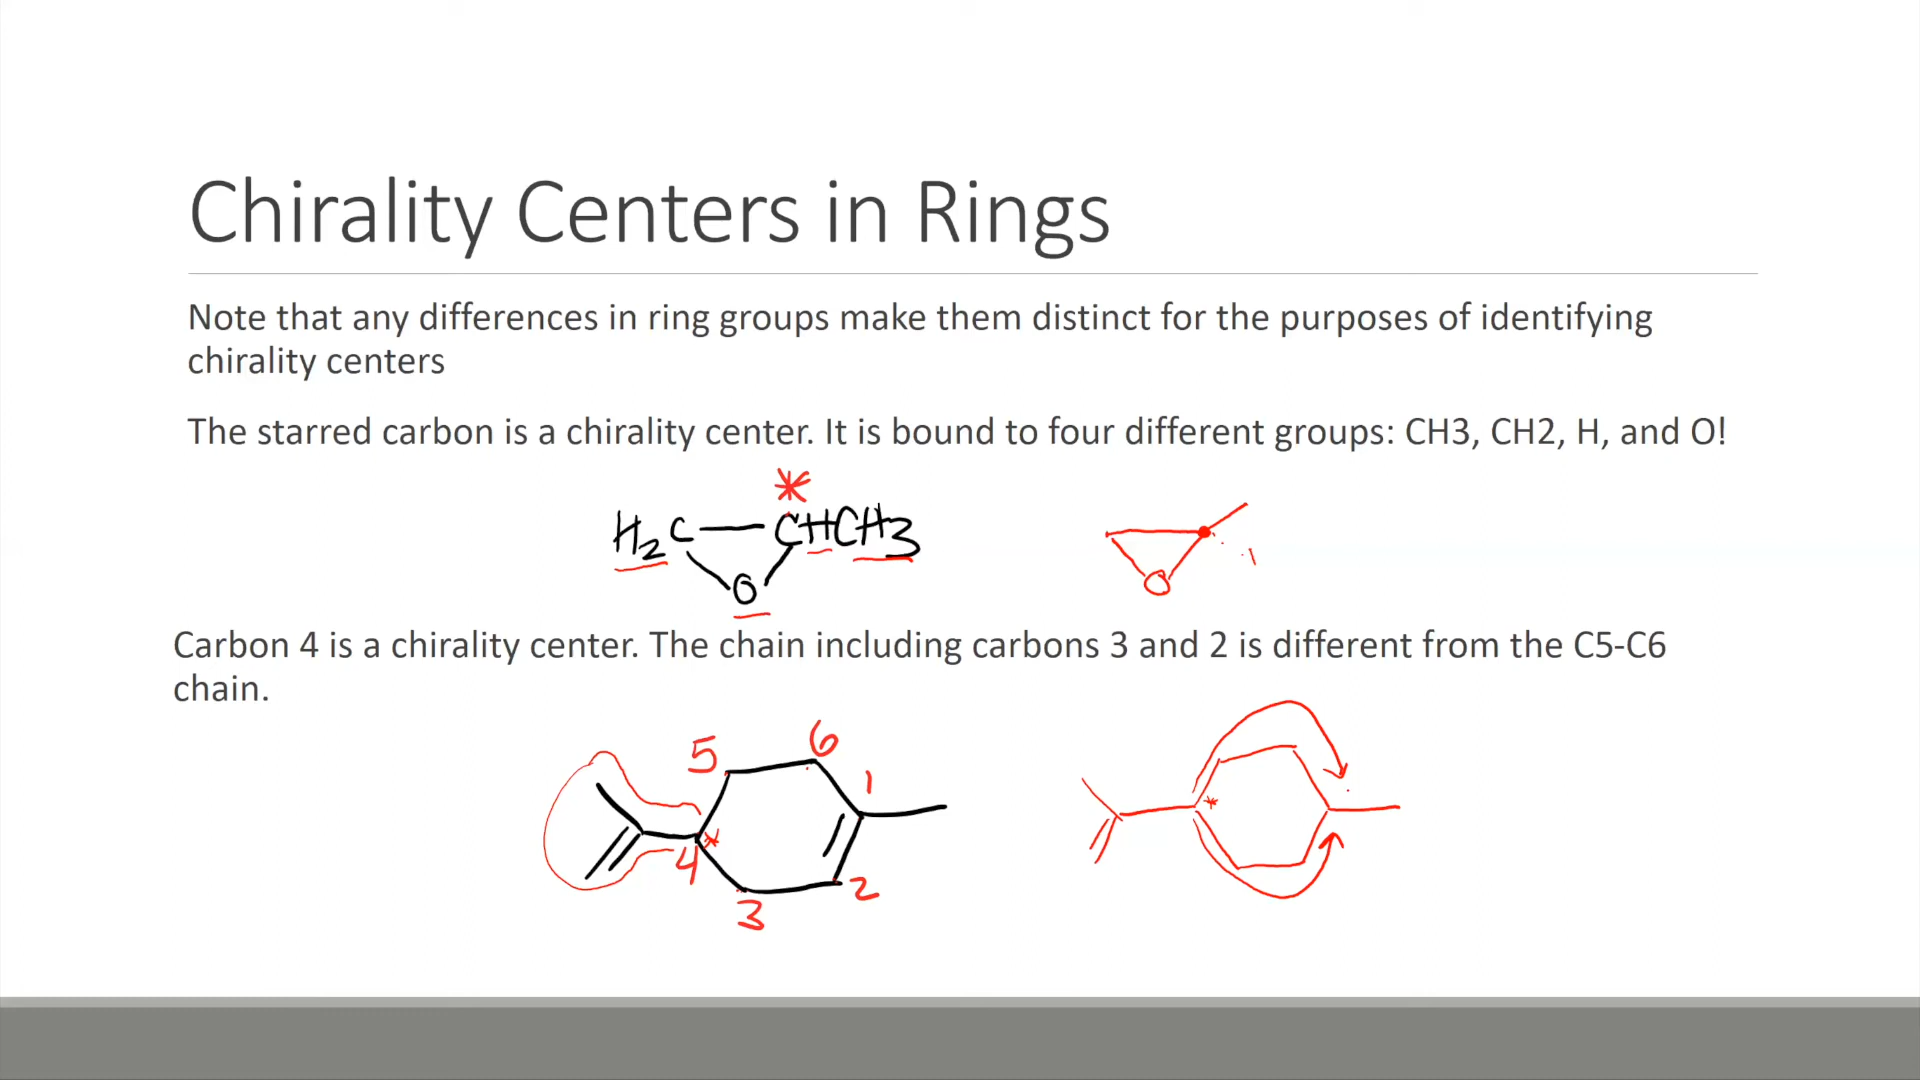 Chirality Centers in Rings
Note that any differences in ring groups make them distinct for the purposes of identifying
chirality centers
The starred carbon is a chirality center. It is bound to four different groups: CH3, CH2, H, and O!
*
H2C CHCH3
O O
Carbon 4 is a chirality center. The chain including carbons 3 and 2 is different from the C5-C6
chain.
5 6
1
* *
4
3 2